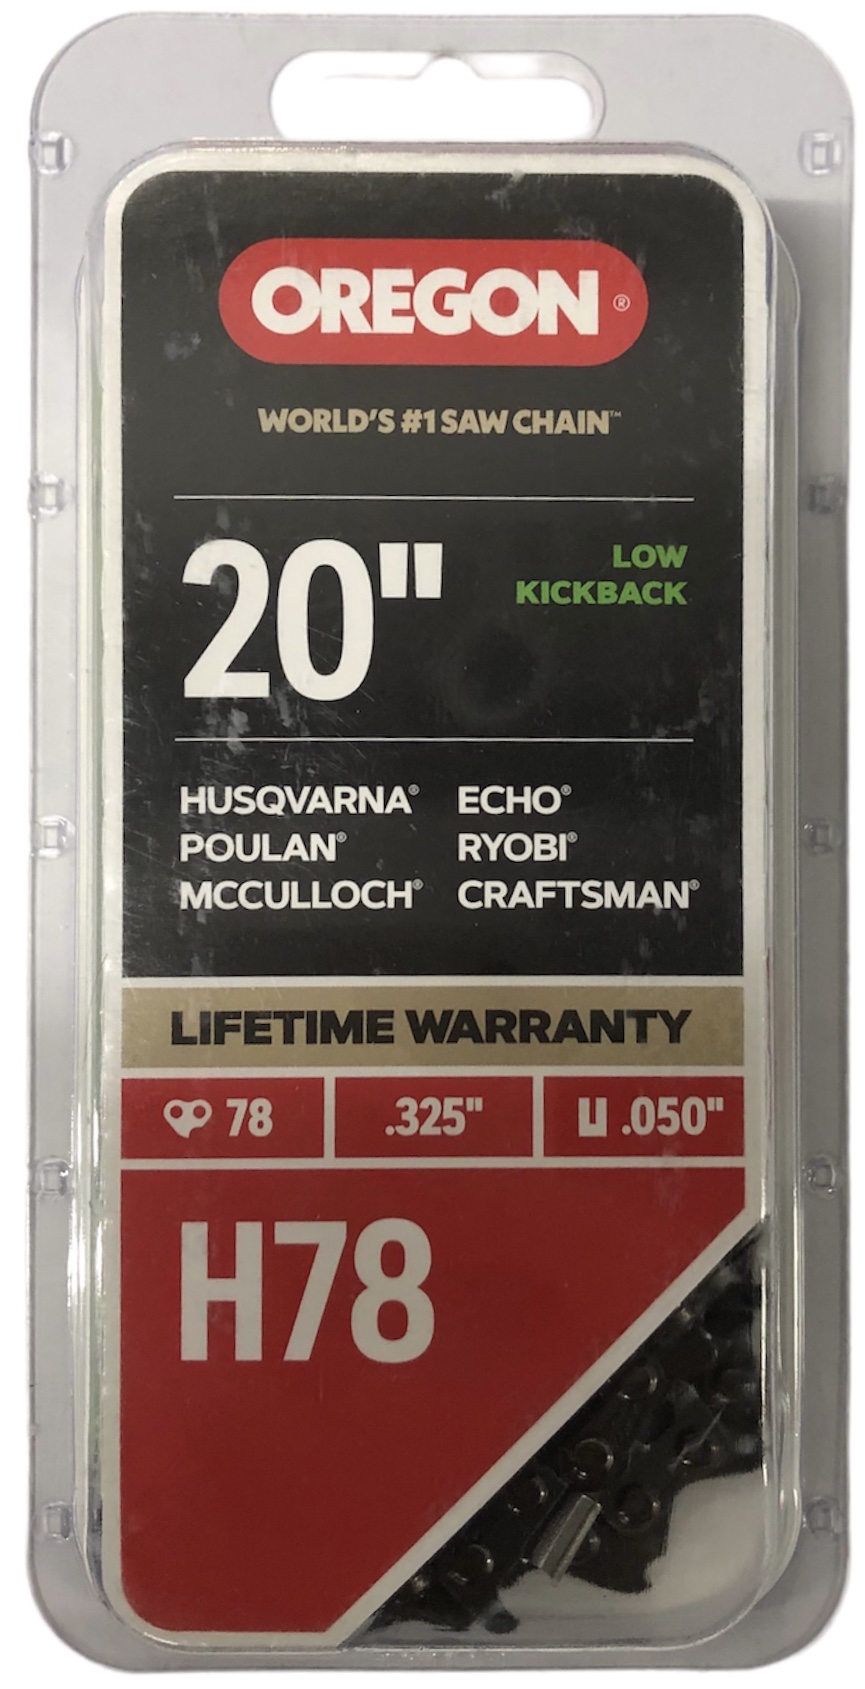 OREGON®
WORLD'S #1 SAW CHAIN™
20"
LOW
KICKBACK
HUSQVARNA® ECHO®
POULAN® RYOBI®
MCCULLOCH® CRAFTSMAN®
LIFETIME WARRANTY
78 .325" .050"
H78